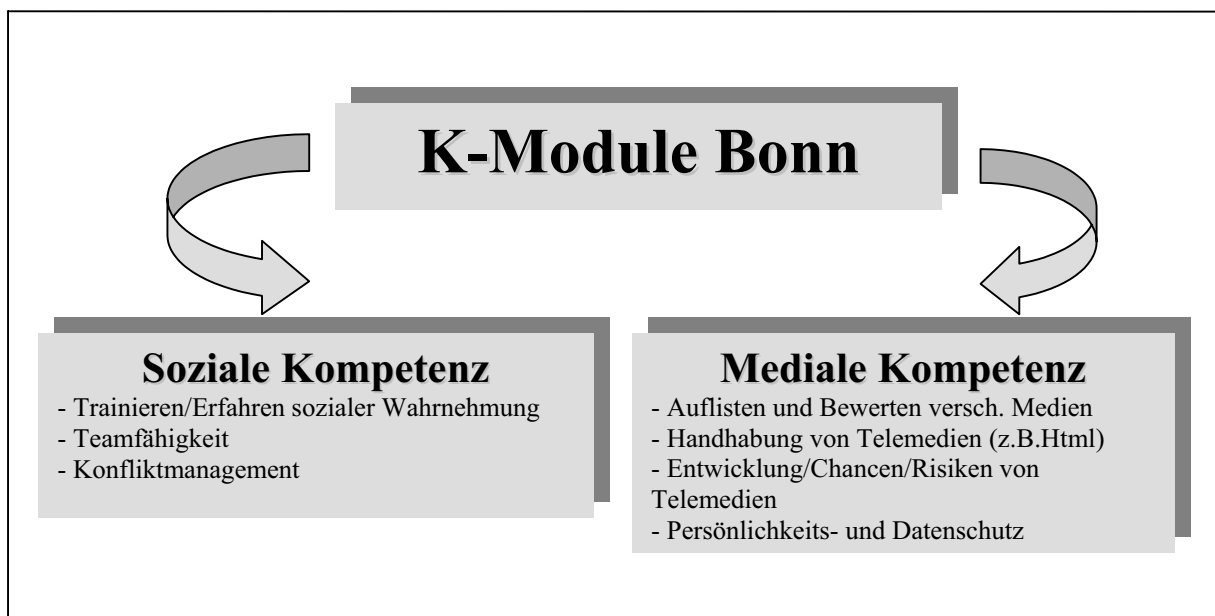 K-Module Bonn
Soziale Kompetenz
- Trainieren/Erfahren sozialer Wahrnehmung
- Teamfähigkeit
- Konfliktmanagement
Mediale Kompetenz
- Auflisten und Bewerten versch. Medien
- Handhabung von Telemedien (z.B.Html)
- Entwicklung/Chancen/Risiken von
Telemedien
- Persönlichkeits- und Datenschutz